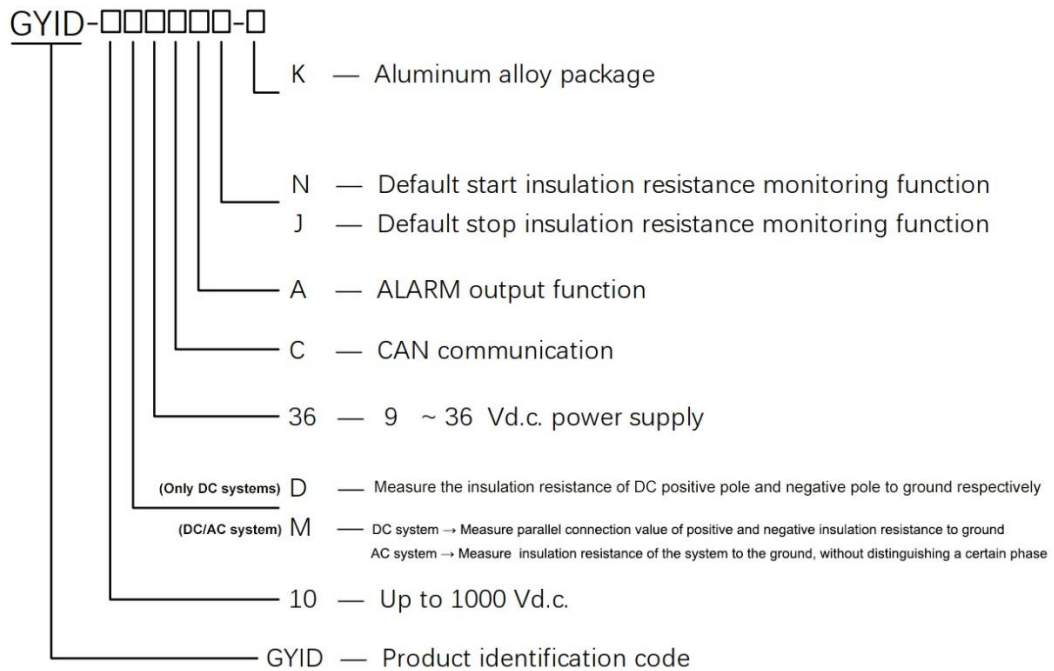 GYID-□□□□□□-□
K — Aluminum alloy package
N — Default start insulation resistance monitoring function
J — Default stop insulation resistance monitoring function
A — ALARM output function
C — CAN communication
36 — 9 ~ 36 Vd.c. power supply
(Only DC systems) D — Measure the insulation resistance of DC positive pole and negative pole to ground respectively
(DC/AC system) M — DC system → Measure parallel connection value of positive and negative insulation resistance to ground
AC system → Measure insulation resistance of the system to the ground, without distinguishing a certain phase
10 — Up to 1000 Vd.c.
GYID — Product identification code